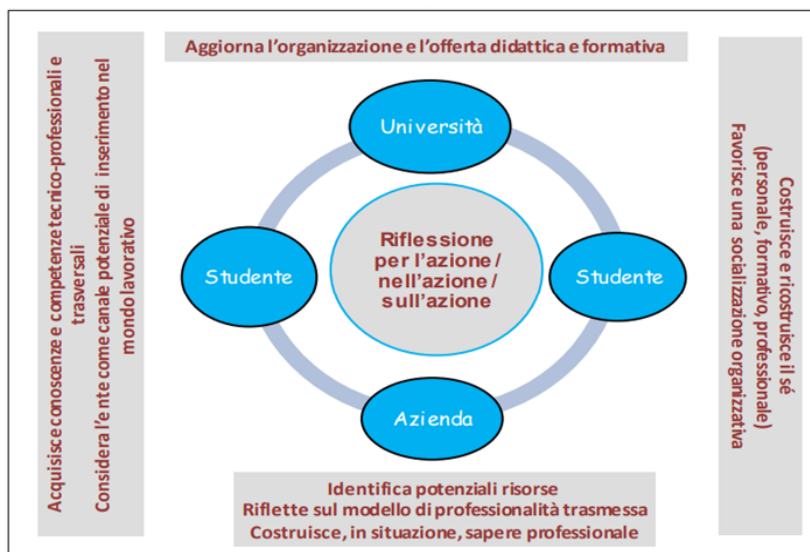 Aggiorna l'organizzazione e l'offerta didattica e formativa
Acquisisce conoscenze e competenze tecnico-professionali e
trasversali
Considera l'ente come canale potenziale di inserimento nel
mondo lavorativo
Università
Studente
Riflessione
per l'azione /
nell'azione /
sull'azione
Studente
Azienda
Costruisce e ricostruisce il sé
(personale, formativo, professionale)
Favorisce una socializzazione organizzativa
Identifica potenziali risorse
Riflette sul modello di professionalità trasmessa
Costruisce, in situazione, sapere professionale